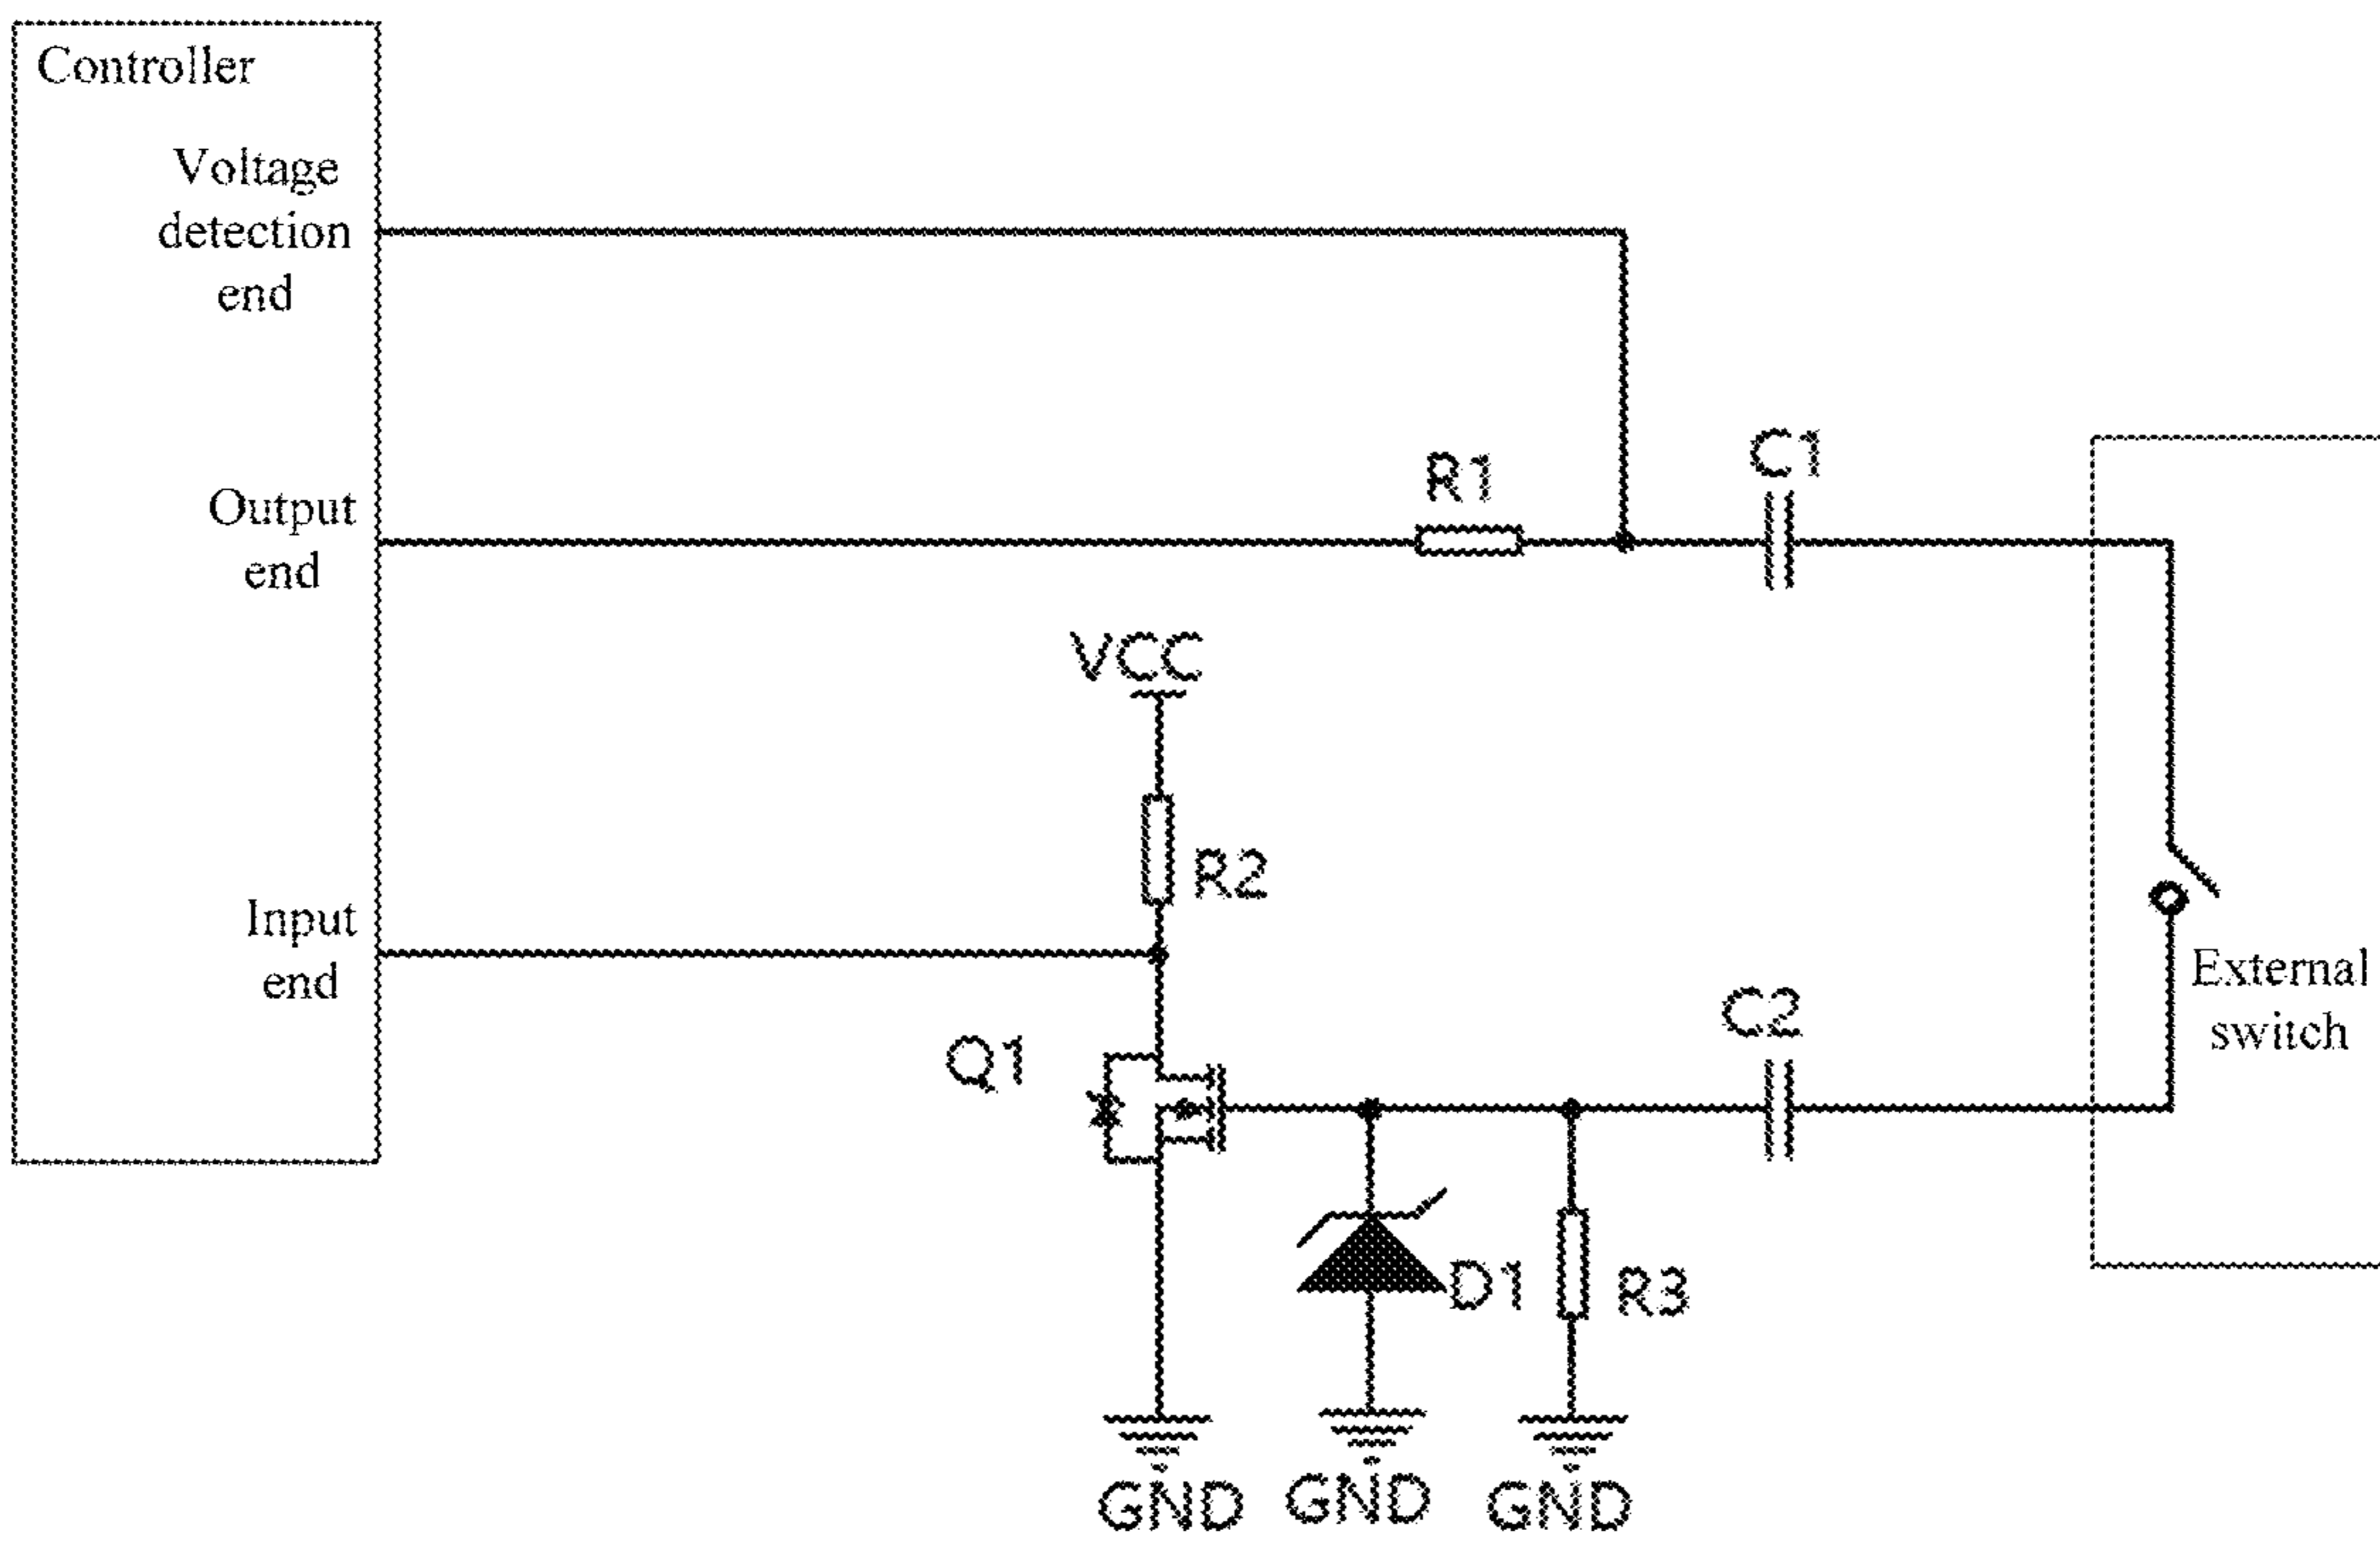 Controller
Voltage
detection
end
Output
end
Input
end
R1
C1
VCC
R2
Q1
C2
External
switch
D1
R3
GND
GND
GND